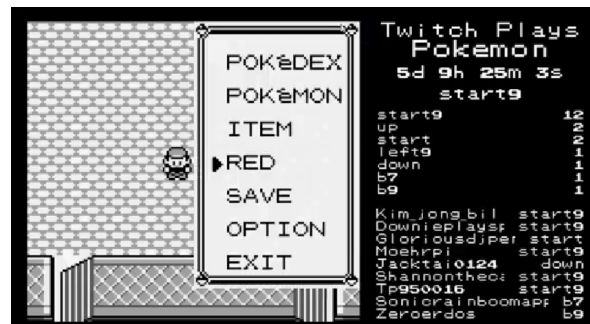 POKéDEX
POKéMON
ITEM
RED
SAVE
OPTION
EXIT
Twitch Plays
Pokemon
5d 9h 25m 3s
start9
start9 12
up 2
start 2
left9 1
down 1
b7 1
b9 1
Kim_jong_bil start9
Downieplaysp start9
Gloriousdjper start
Moehrpi start9
Jacktai0124 down
Shannontheca start9
Tp950016 start9
Sonicrainboomapp b7
Zeroerdos b9